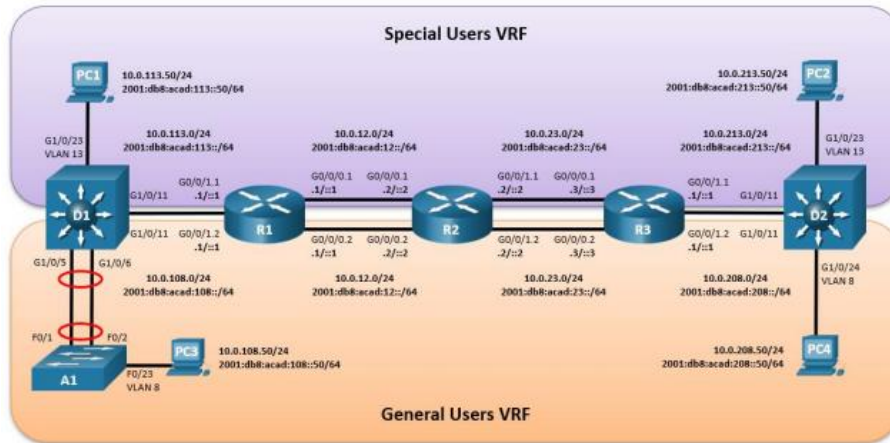 Special Users VRF
PC1
10.0.113.50/24
2001:db8:acad:113::50/64
10.0.213.50/24
2001:db8:acad:213::50/64
PC2
G1/0/23
VLAN 13
10.0.113.0/24
2001:db8:acad:113::/64
10.0.12.0/24
2001:db8:acad:12::/64
10.0.23.0/24
2001:db8:acad:23::/64
10.0.213.0/24
2001:db8:acad:213::/64
G1/0/23
VLAN 13
D1
G1/0/11
G0/0/1.1
.1/::1
R1
G0/0/0.1
.1/::1
G0/0/0.1
.2/::2
R2
G0/0/1.1
.2/::2
G0/0/0.1
.3/::3
R3
G0/0/1.1
.1/::1
G1/0/11
D2
G1/0/11
G0/0/1.2
.1/::1
G0/0/0.2
.1/::1
G0/0/0.2
.2/::2
G0/0/1.2
.2/::2
G0/0/0.2
.3/::3
G0/0/1.2
.1/::1
G1/0/11
G1/0/5
G1/0/6
10.0.108.0/24
2001:db8:acad:108::/64
10.0.12.0/24
2001:db8:acad:12::/64
10.0.23.0/24
2001:db8:acad:23::/64
10.0.208.0/24
2001:db8:acad:208::/64
G1/0/24
VLAN 8
F0/1
F0/2
A1
F0/23
VLAN 8
PC3
10.0.108.50/24
2001:db8:acad:108::50/64
10.0.208.50/24
2001:db8:acad:208::50/64
PC4
General Users VRF